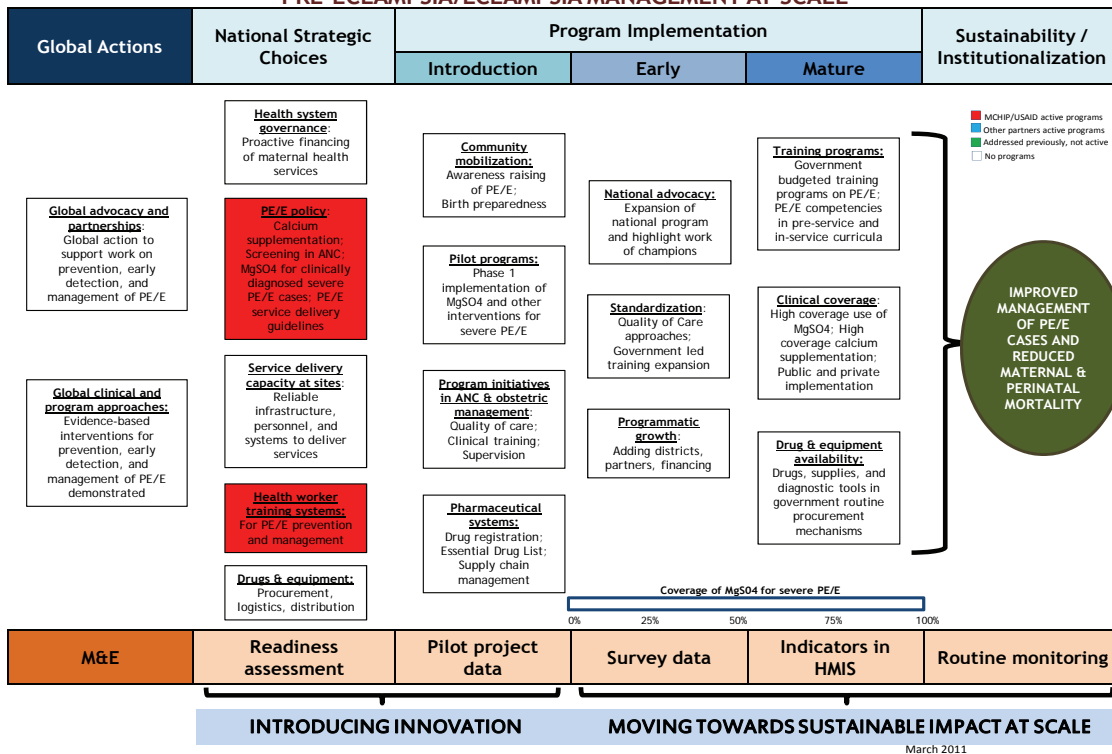 PRE-ECLAMPSIA/ECLAMPSIA MANAGEMENT AT SCALE
Global Actions
National Strategic
Choices
Program Implementation
Introduction
Early
Mature
Sustainability /
Institutionalization
MCHIP/USAID active programs
Other partners active programs
Addressed previously, not active
No programs
Global advocacy and
partnerships:
Global action to
support work on
prevention, early
detection, and
management of PE/E
Global clinical and
program approaches:
Evidence-based
interventions for
prevention, early
detection, and
management of PE/E
demonstrated
Health system
governance:
Proactive financing
of maternal health
services
PE/E policy:
Calcium
supplementation;
Screening in ANC;
MgSO4 for clinically
diagnosed severe
PE/E cases; PE/E
service delivery
guidelines
Service delivery
capacity at sites:
Reliable
infrastructure,
personnel, and
systems to deliver
services
Health worker
training systems:
For PE/E prevention
and management
Drugs & equipment:
Procurement,
logistics, distribution
Community
mobilization:
Awareness raising
of PE/E;
Birth preparedness
Pilot programs:
Phase 1
implementation of
MgSO4 and other
interventions for
severe PE/E
Program initiatives
in ANC & obstetric
management:
Quality of care;
Clinical training;
Supervision
Pharmaceutical
systems:
Drug registration;
Essential Drug List;
Supply chain
management
National advocacy:
Expansion of
national program
and highlight work
of champions
Standardization:
Quality of Care
approaches;
Government led
training expansion
Programmatic
growth:
Adding districts,
partners, financing
Training programs:
Government
budgeted training
programs on PE/E;
PE/E competencies
in pre-service and
in-service curricula
Clinical coverage:
High coverage use of
MgSO4; High
coverage calcium
supplementation;
Public and private
implementation
Drug & equipment
availability:
Drugs, supplies, and
diagnostic tools in
government routine
procurement
mechanisms
IMPROVED
MANAGEMENT
OF PE/E
CASES AND
REDUCED
MATERNAL &
PERINATAL
MORTALITY
Coverage of MgS04 for severe PE/E
0% 25% 50% 75% 100%
M&E
Readiness
assessment
Pilot project
data
Survey data
Indicators in
HMIS
Routine monitoring
INTRODUCING INNOVATION
MOVING TOWARDS SUSTAINABLE IMPACT AT SCALE
March 2011